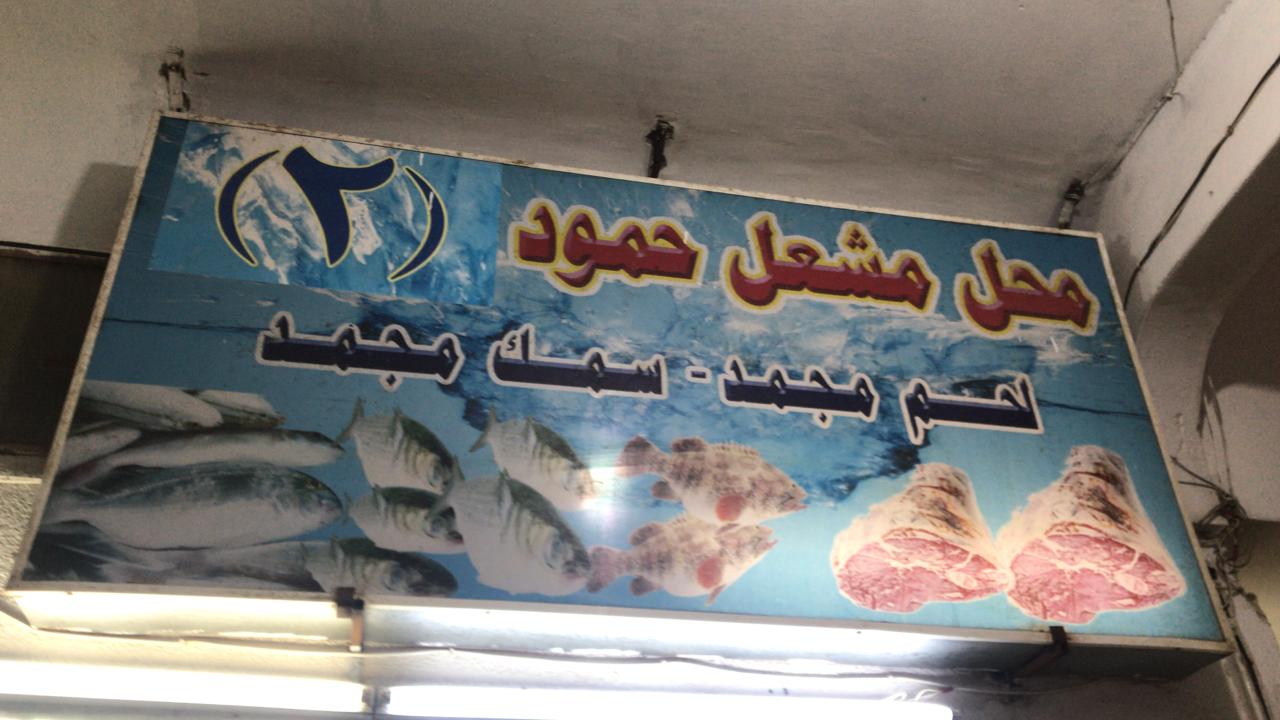 محل مشعل حمود (٢)
لحم مجمد - سمك مجمد